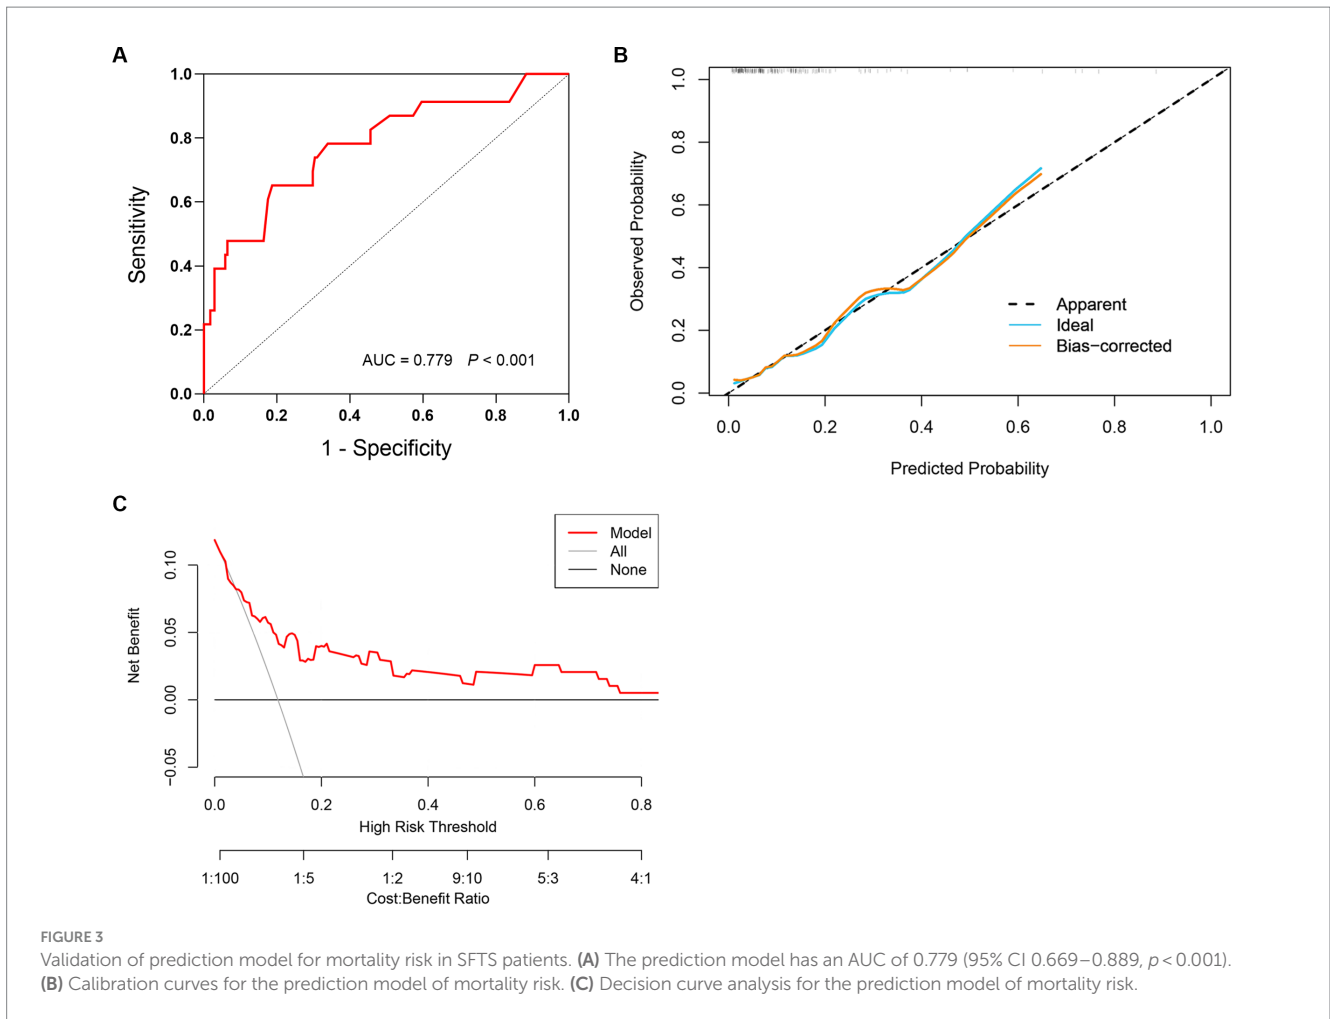 A
1.0
0.8
0.6
0.4
0.2
0.0
Sensitivity
AUC = 0.779 P < 0.001
0.0 0.2 0.4 0.6 0.8 1.0
1 - Specificity
B
1.0
0.8
0.6
0.4
0.2
0.0
Observed Probability
Apparent
Ideal
Bias-corrected
0.0 0.2 0.4 0.6 0.8 1.0
Predicted Probability
C
Model
All
None
0.10
0.05
0.00
−0.05
Net Benefit
0.0 0.2 0.4 0.6 0.8
High Risk Threshold
1:100 1:5 1:2 9:10 5:3 4:1
Cost:Benefit Ratio
FIGURE 3
Validation of prediction model for mortality risk in SFTS patients. (A) The prediction model has an AUC of 0.779 (95% CI 0.669–0.889, p < 0.001).
(B) Calibration curves for the prediction model of mortality risk. (C) Decision curve analysis for the prediction model of mortality risk.